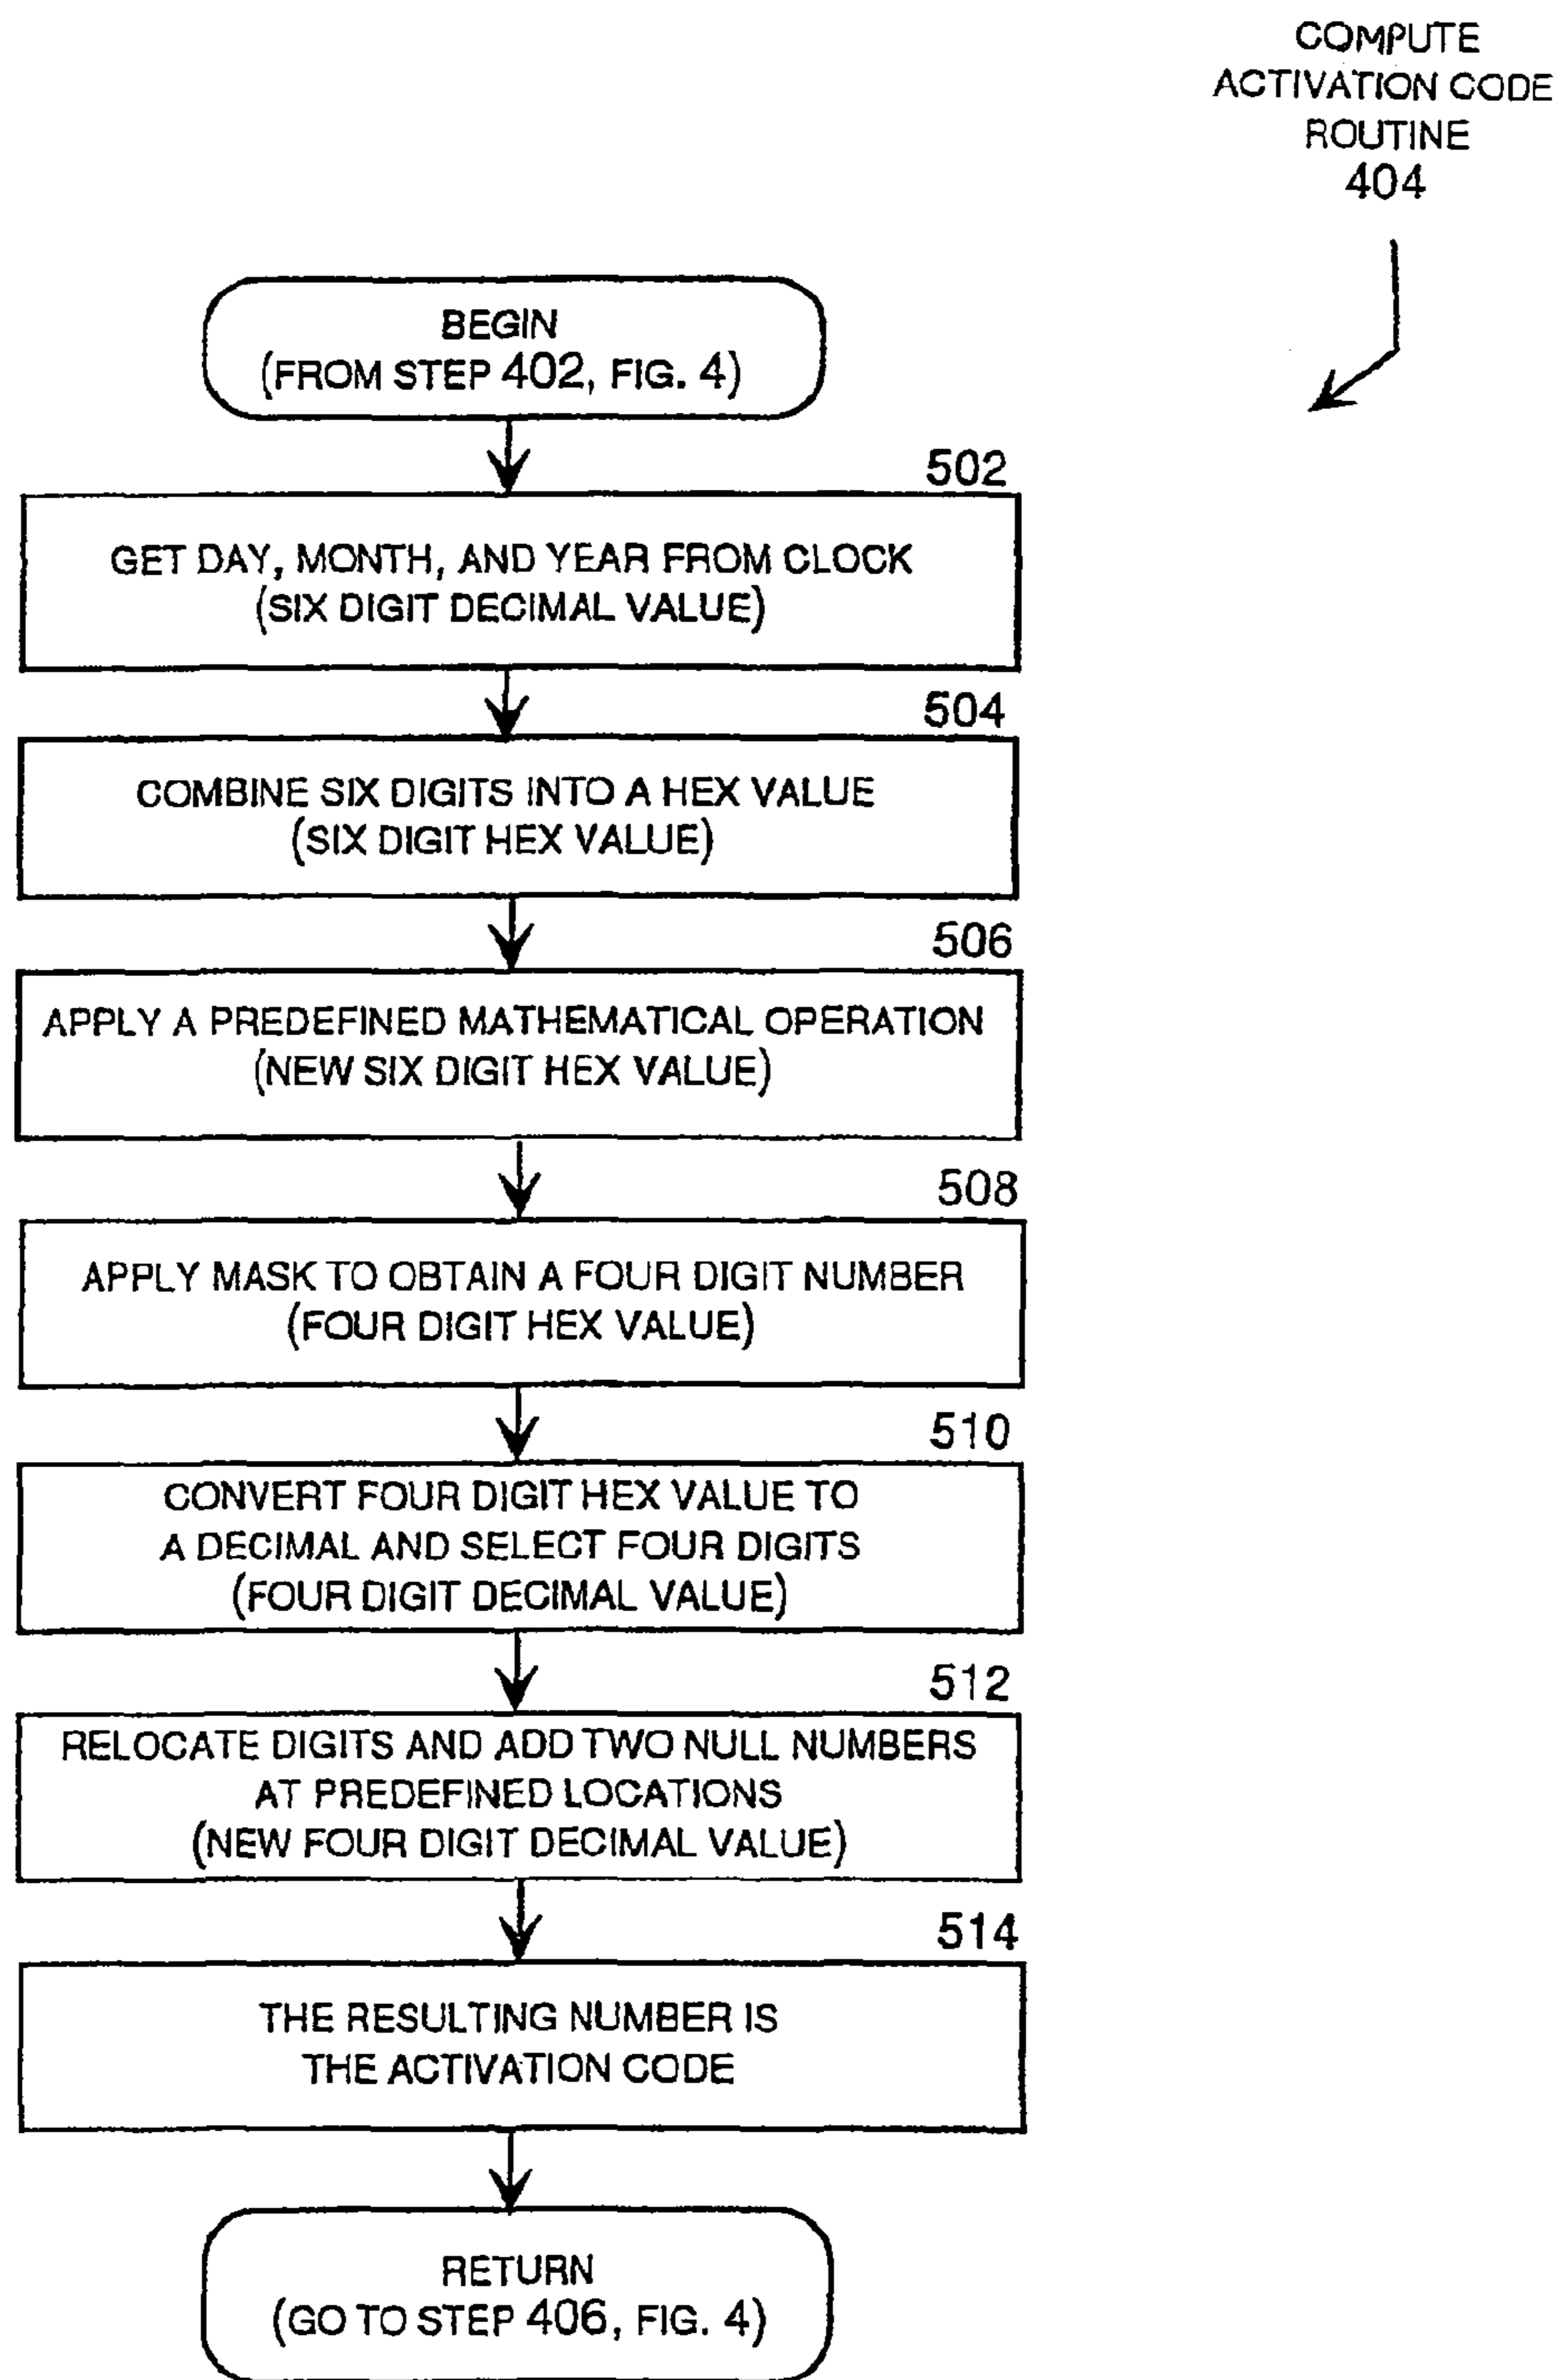 COMPUTE
ACTIVATION CODE
ROUTINE
404
BEGIN
(FROM STEP 402, FIG. 4)
502
GET DAY, MONTH, AND YEAR FROM CLOCK
(SIX DIGIT DECIMAL VALUE)
504
COMBINE SIX DIGITS INTO A HEX VALUE
(SIX DIGIT HEX VALUE)
506
APPLY A PREDEFINED MATHEMATICAL OPERATION
(NEW SIX DIGIT HEX VALUE)
508
APPLY MASK TO OBTAIN A FOUR DIGIT NUMBER
(FOUR DIGIT HEX VALUE)
510
CONVERT FOUR DIGIT HEX VALUE TO
A DECIMAL AND SELECT FOUR DIGITS
(FOUR DIGIT DECIMAL VALUE)
512
RELOCATE DIGITS AND ADD TWO NULL NUMBERS
AT PREDEFINED LOCATIONS
(NEW FOUR DIGIT DECIMAL VALUE)
514
THE RESULTING NUMBER IS
THE ACTIVATION CODE
RETURN
(GO TO STEP 406, FIG. 4)